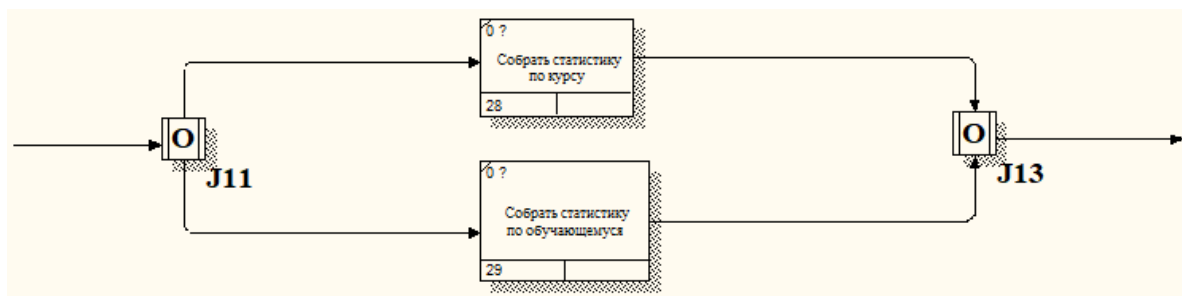 0 ?
Собрать статистику
по курсу
28
O
J11
O
J13
0 ?
Собрать статистику
по обучающемуся
29